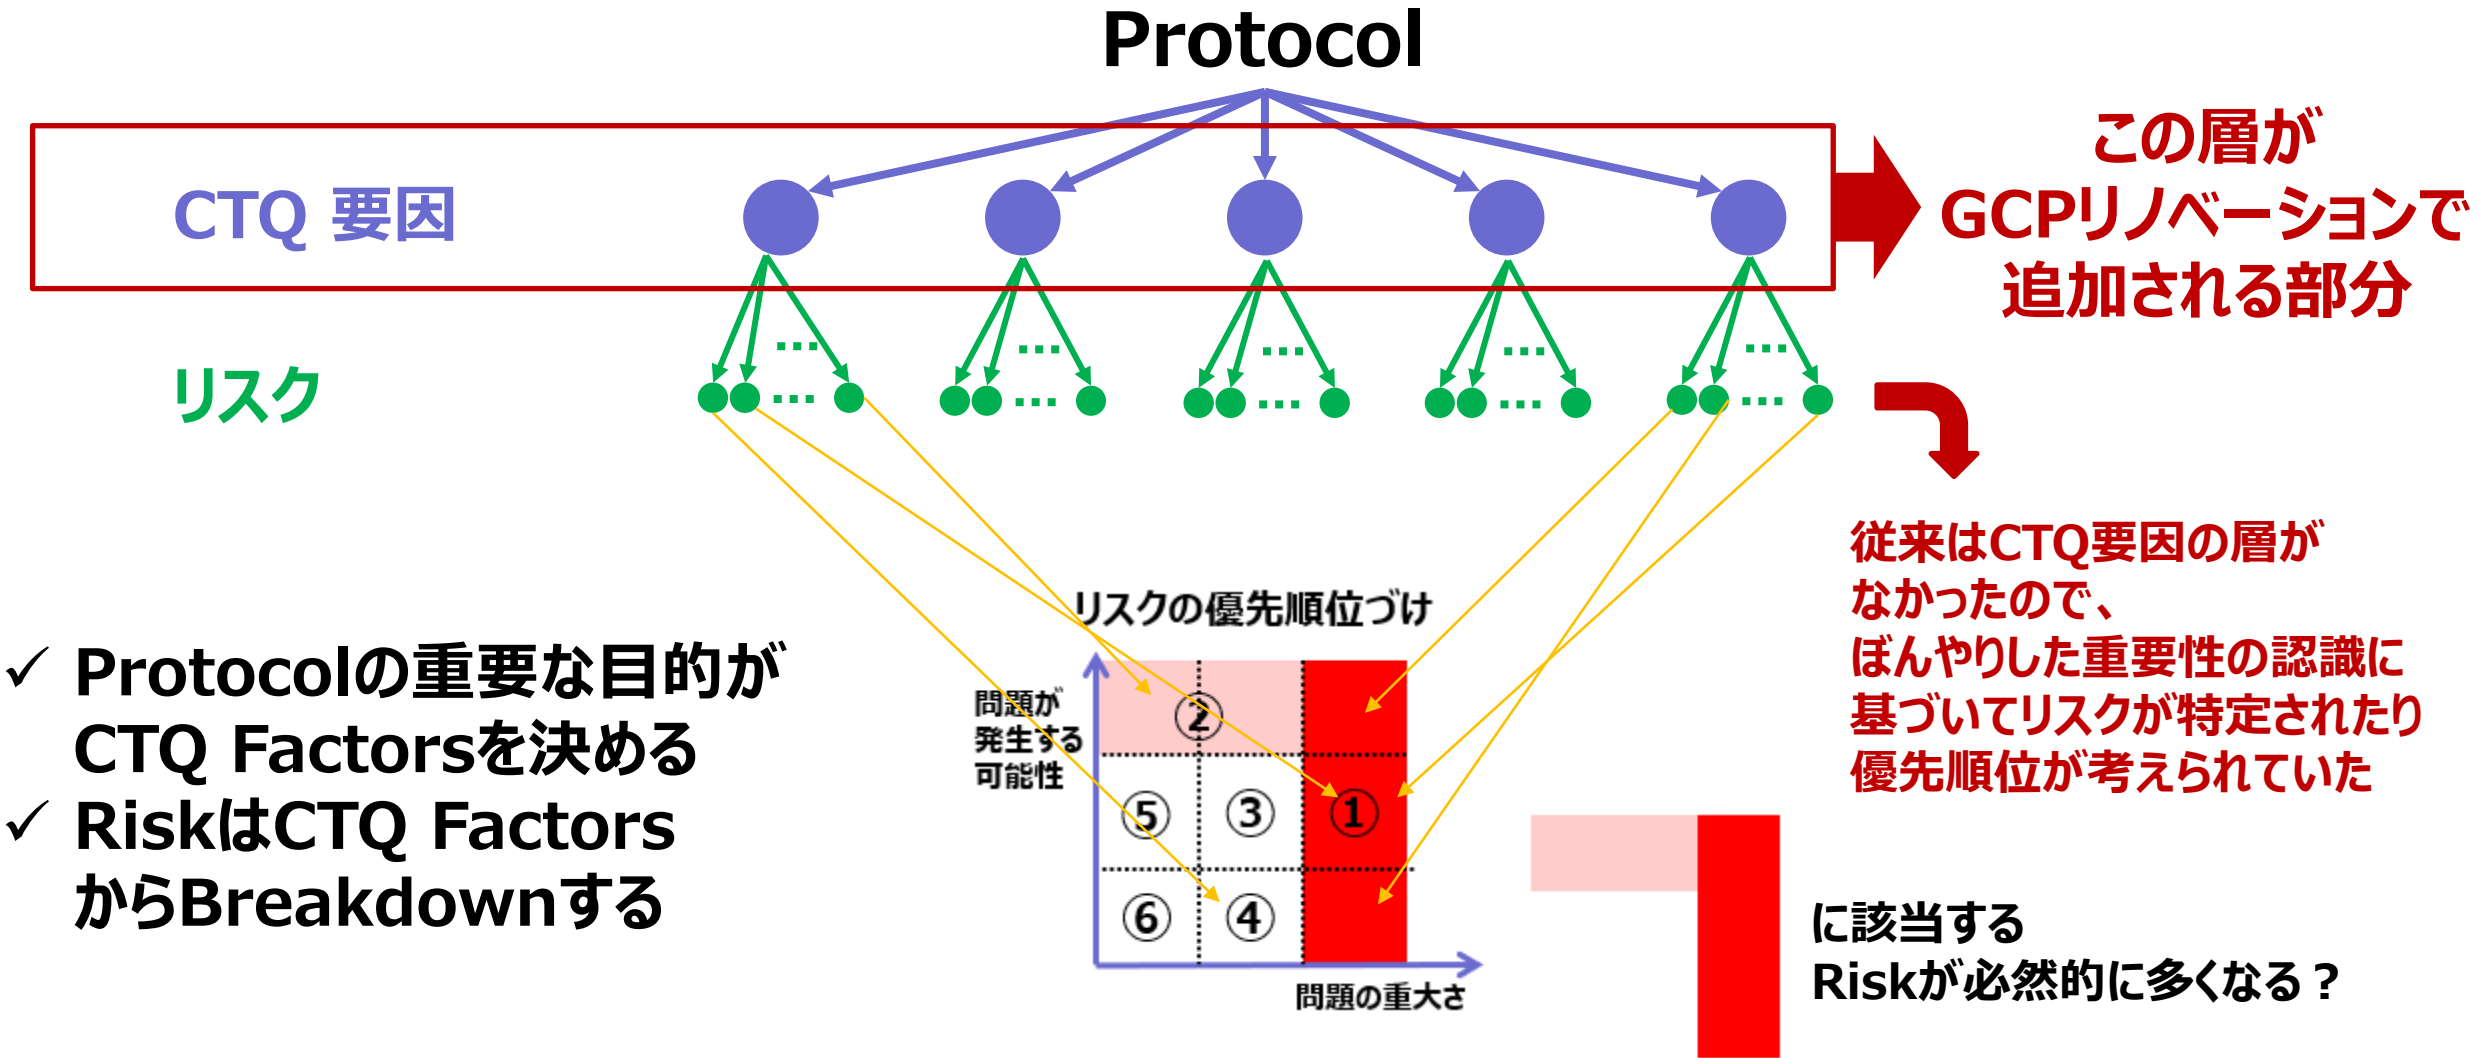 Protocol
CTQ 要因
この層が
GCPリノベーションで
追加される部分
...
...
...
...
...
リスク
...
...
...
...
...
従来はCTQ要因の層が
なかったので、
ぼんやりした重要性の認識に
基づいてリスクが特定されたり
優先順位が考えられていた
✓ Protocolの重要な目的が
CTQ Factorsを決める
✓ RiskはCTQ Factors
からBreakdownする
リスクの優先順位づけ
問題が
発生する
可能性
②
⑤ ③ ①
⑥ ④
問題の重大さ
に該当する
Riskが必然的に多くなる？